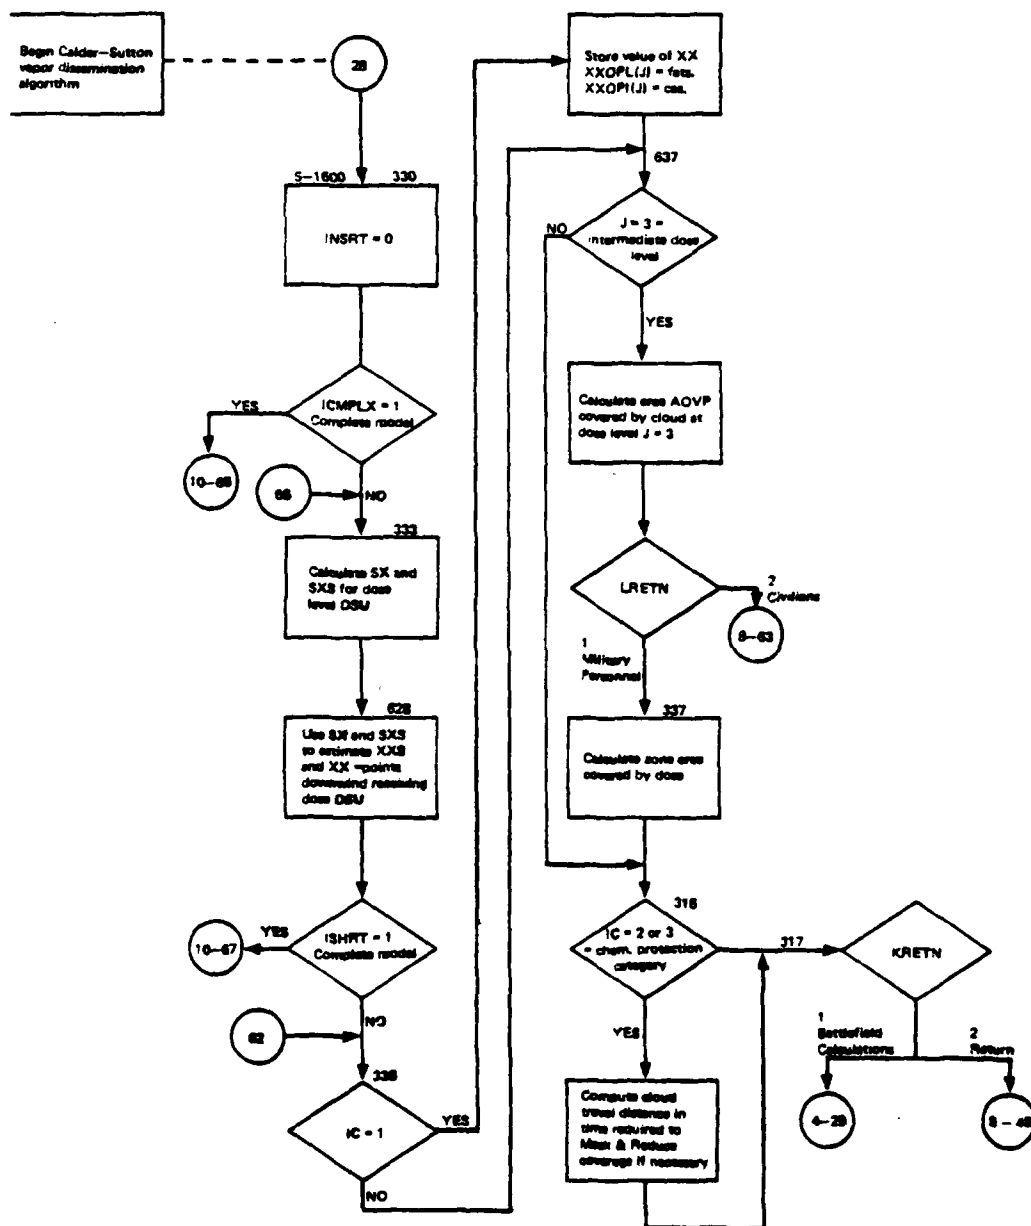 Begin Calder-Sutton
vapor dissemination
algorithm
28
S-1600 330
INSRT = 0
ICMPLX = 1
Complete model
YES
10-65
66
NO
333
Calculate SX and
SXS for dose
level DSM
628
Use SX and SXS
to estimate XXS
and XX -points
downwind receiving
dose DSM
ISHRT = 1
Complete model
YES
10-67
NO
62
336
IC = 1
YES
NO
Store value of XX
XXOPL(J) = fats.
XXOPI(J) = cas.
637
J = 3 =
intermediate dose
level
NO
YES
Calculate area AOVP
covered by cloud at
dose level J = 3
LRETN
2
Civilians
8-63
1
Military
Personnel
337
Calculate zone area
covered by dose
316
IC = 2 or 3
= chem. protection
category
317
KRETN
YES
1
Battlefield
Calculations
2
Return
4-29
Compute cloud
travel distance in
time required to
Mask & Reduce
coverage if necessary